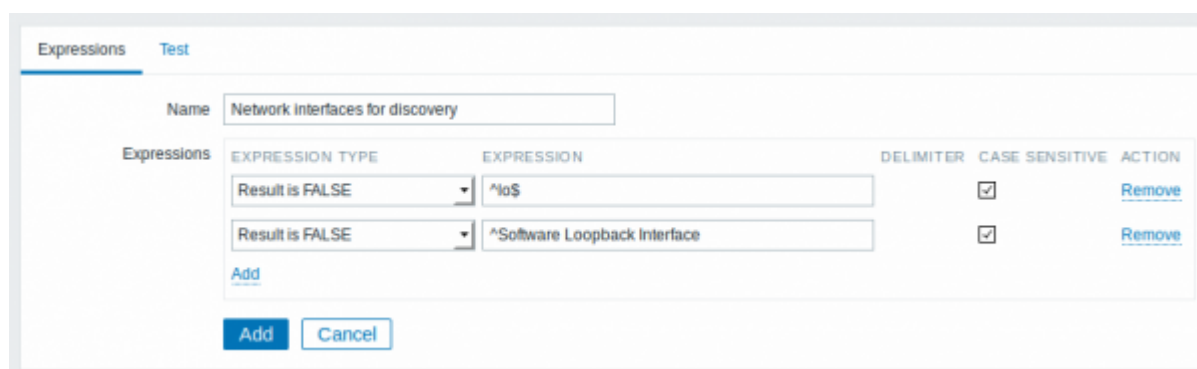 Expressions Test
Name Network interfaces for discovery
Expressions EXPRESSION TYPE EXPRESSION DELIMITER CASE SENSITIVE ACTION
Result is FALSE ^lo$ Remove
Result is FALSE ^Software Loopback Interface Remove
Add
Add Cancel